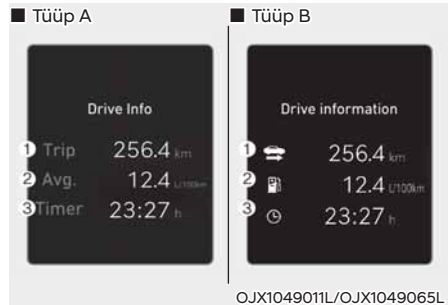 ■ Tüüp A
Drive Info
1 Trip 256.4 km
2 Avg. 12.4 L/100km
3 Timer 23:27 h
■ Tüüp B
Drive information
1 256.4 km
2 12.4 L/100km
3 23:27 h
OJX1049011L/OJX1049065L